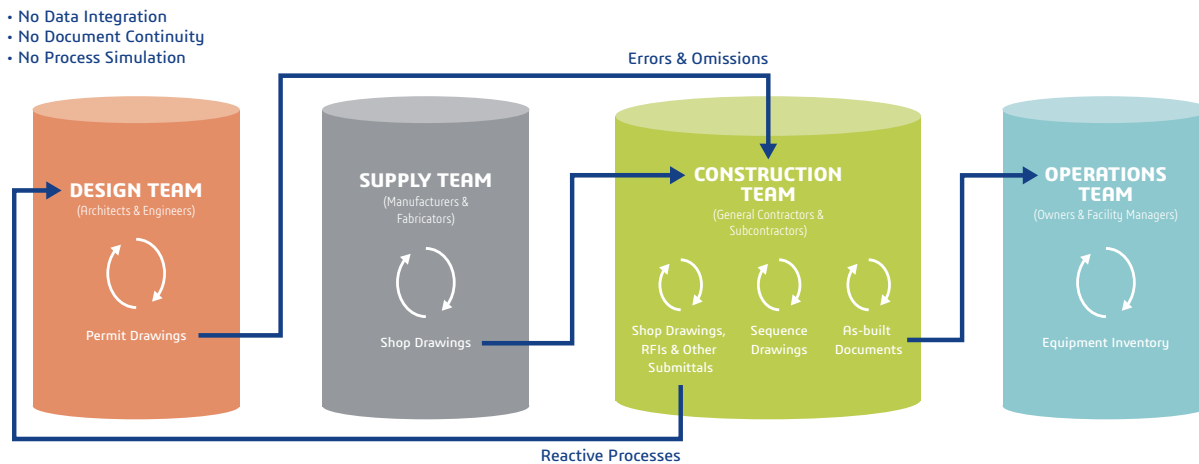 • No Data Integration
• No Document Continuity
• No Process Simulation
Errors & Omissions
DESIGN TEAM
(Architects & Engineers)
Permit Drawings
SUPPLY TEAM
(Manufacturers &
Fabricators)
Shop Drawings
CONSTRUCTION
TEAM
(General Contractors &
Subcontractors)
Shop Drawings,
RFIs & Other
Submittals
Sequence
Drawings
As-built
Documents
OPERATIONS
TEAM
(Owners & Facility Managers)
Equipment Inventory
Reactive Processes